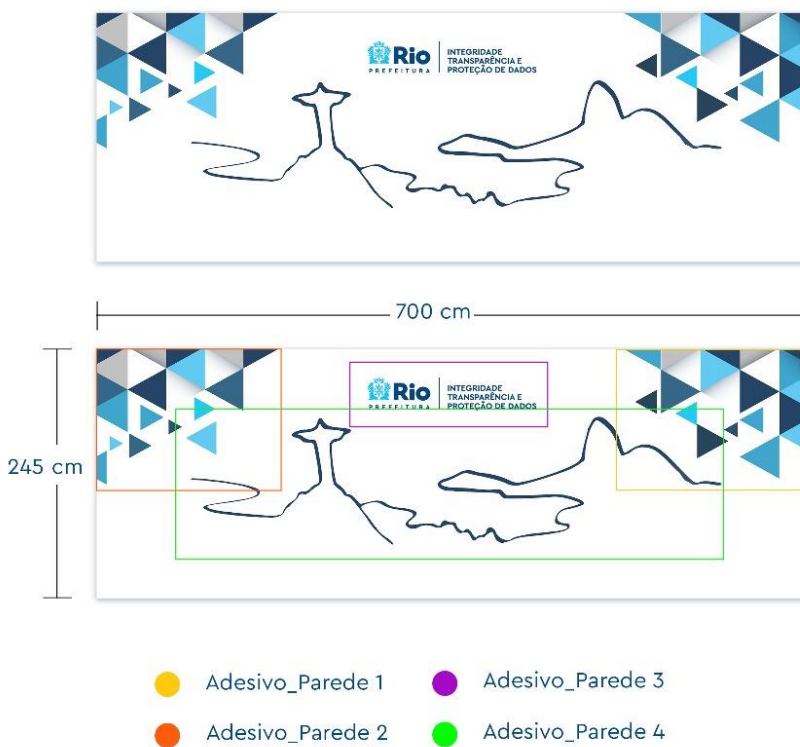 Rio
PREFEITURA
INTEGRIDADE
TRANSPARÊNCIA E
PROTEÇÃO DE DADOS
700 cm
Rio
PREFEITURA
INTEGRIDADE
TRANSPARÊNCIA E
PROTEÇÃO DE DADOS
245 cm
Adesivo_Parede 1
Adesivo_Parede 3
Adesivo_Parede 2
Adesivo_Parede 4